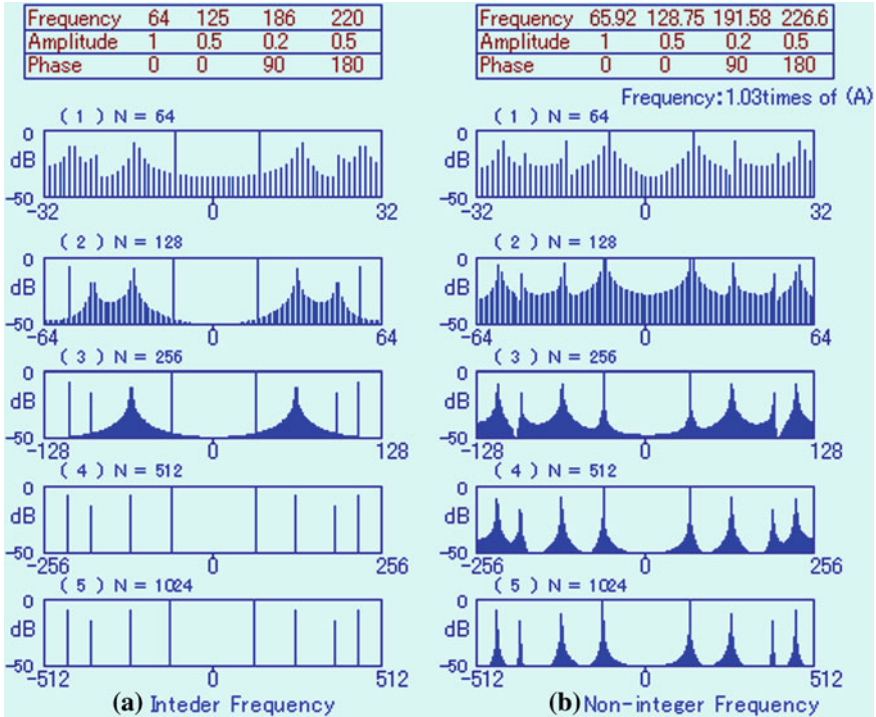 Frequency 64 125 186 220
Amplitude 1 0.5 0.2 0.5
Phase 0 0 90 180
(1) N = 64
0
dB
-50
-32 0 32
(2) N = 128
0
dB
-50
-64 0 64
(3) N = 256
0
dB
-50
-128 0 128
(4) N = 512
0
dB
-50
-256 0 256
(5) N = 1024
0
dB
-50
-512 0 512
(a) Inteder Frequency
Frequency 65.92 128.75 191.58 226.6
Amplitude 1 0.5 0.2 0.5
Phase 0 0 90 180
Frequency:1.03times of (A)
(1) N = 64
0
dB
-50
-32 0 32
(2) N = 128
0
dB
-50
-64 0 64
(3) N = 256
0
dB
-50
-128 0 128
(4) N = 512
0
dB
-50
-256 0 256
(5) N = 1024
0
dB
-50
-512 0 512
(b) Non-integer Frequency